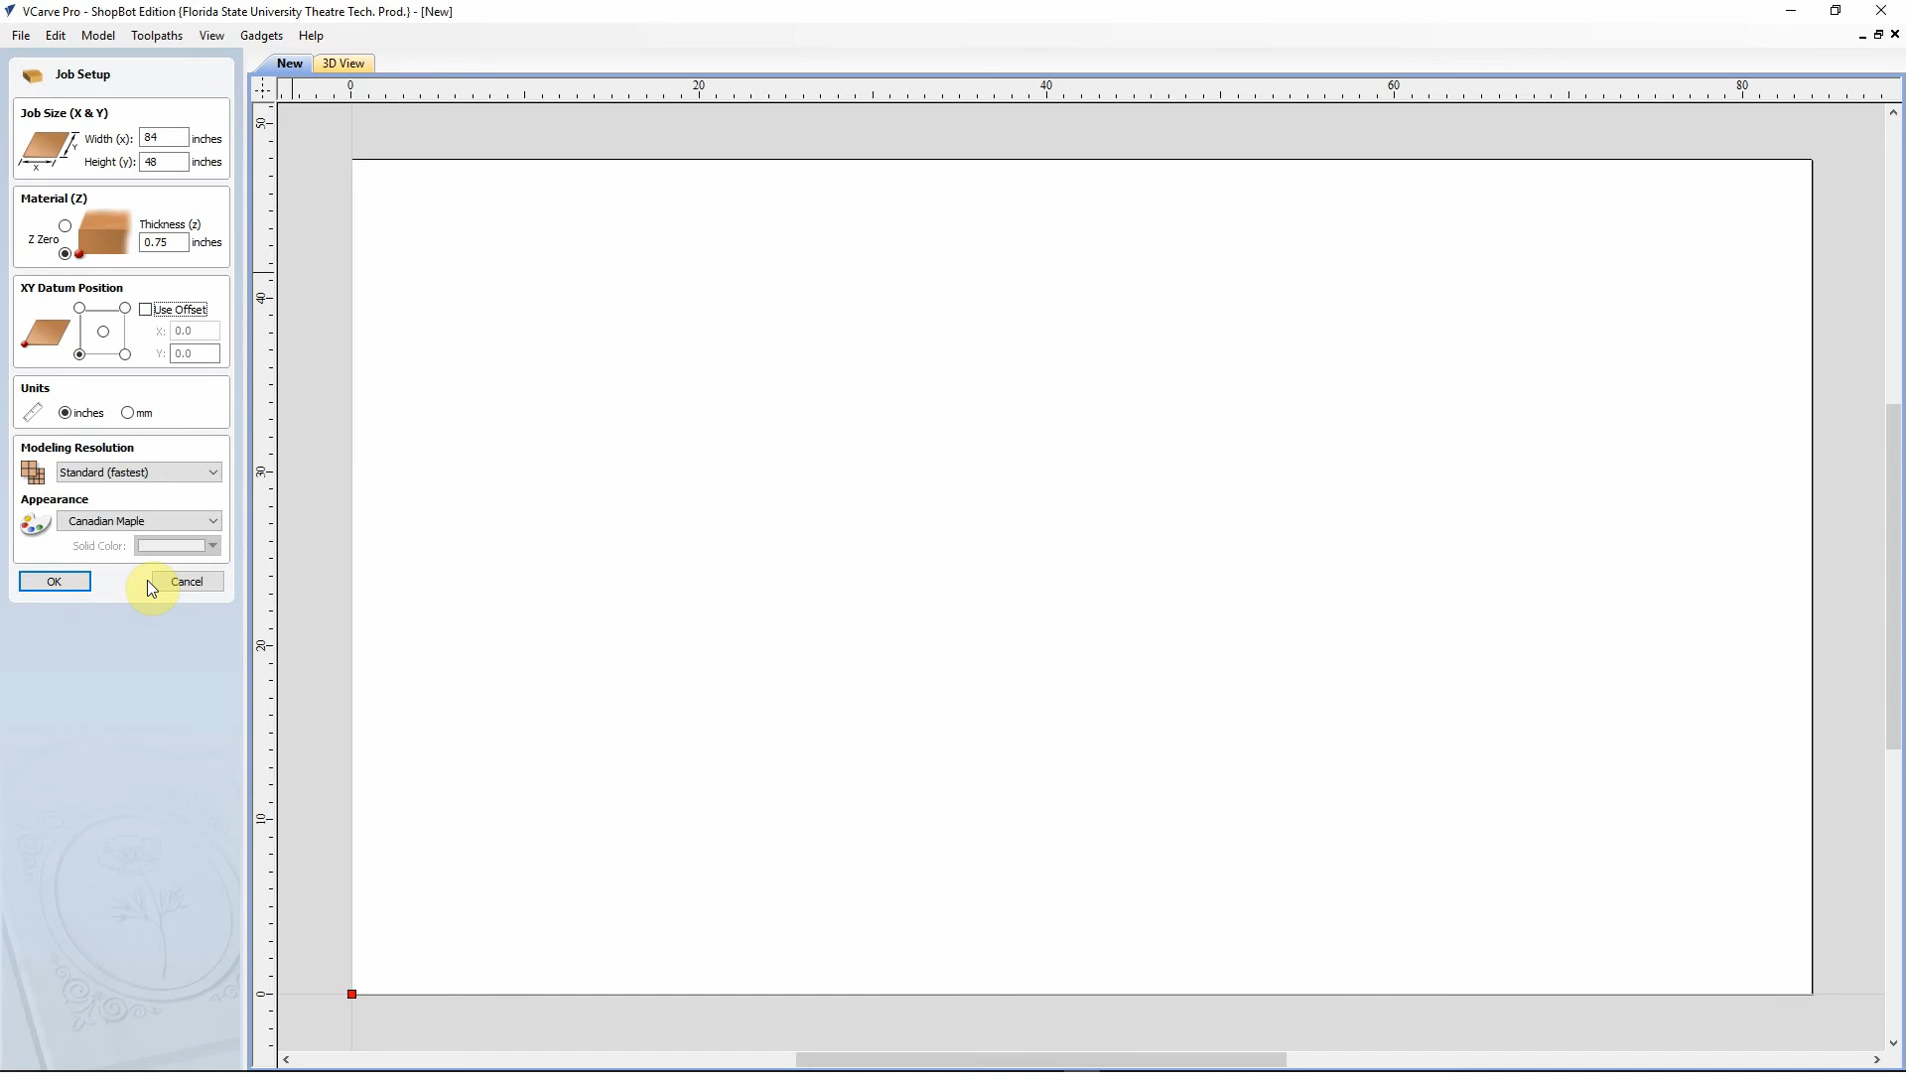 VCarve Pro - ShopBot Edition {Florida State University Theatre Tech. Prod.} - [New]
File Edit Model Toolpaths View Gadgets Help
New 3D View
Job Setup
Job Size (X & Y)
Width (x): 84 inches
Height (y): 48 inches
Y
X
Material (Z)
Z Zero
Thickness (z)
0.75 inches
XY Datum Position
Use Offset
X: 0.0
Y: 0.0
Units
inches mm
Modeling Resolution
Standard (fastest)
Appearance
Canadian Maple
Solid Color:
OK Cancel
0 20 40 60 80
50
40
30
20
10
0